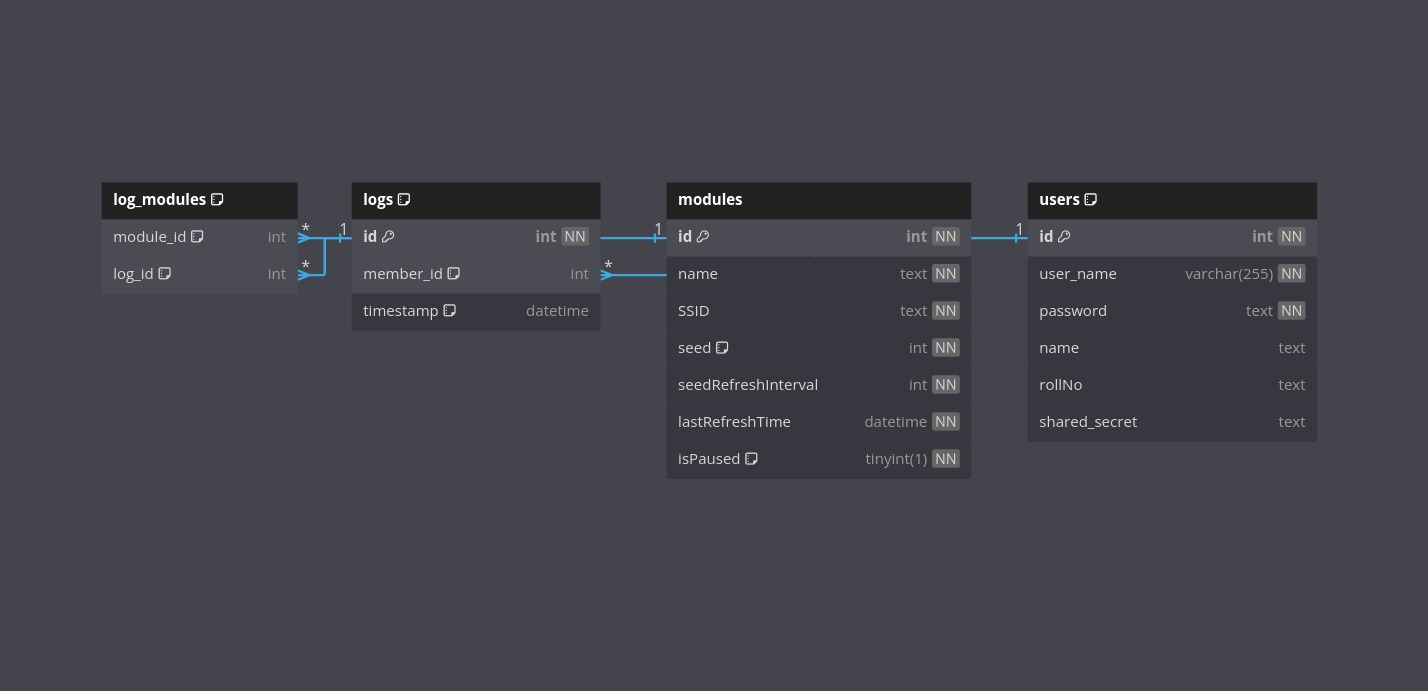 log_modules
module_id int
log_id int
* 1
*
logs
id int NN
member_id int
timestamp datetime
1
*
modules
id int NN
name text NN
SSID text NN
seed int NN
seedRefreshInterval int NN
lastRefreshTime datetime NN
isPaused tinyint(1) NN
1
users
id int NN
user_name varchar(255) NN
password text NN
name text
rollNo text
shared_secret text